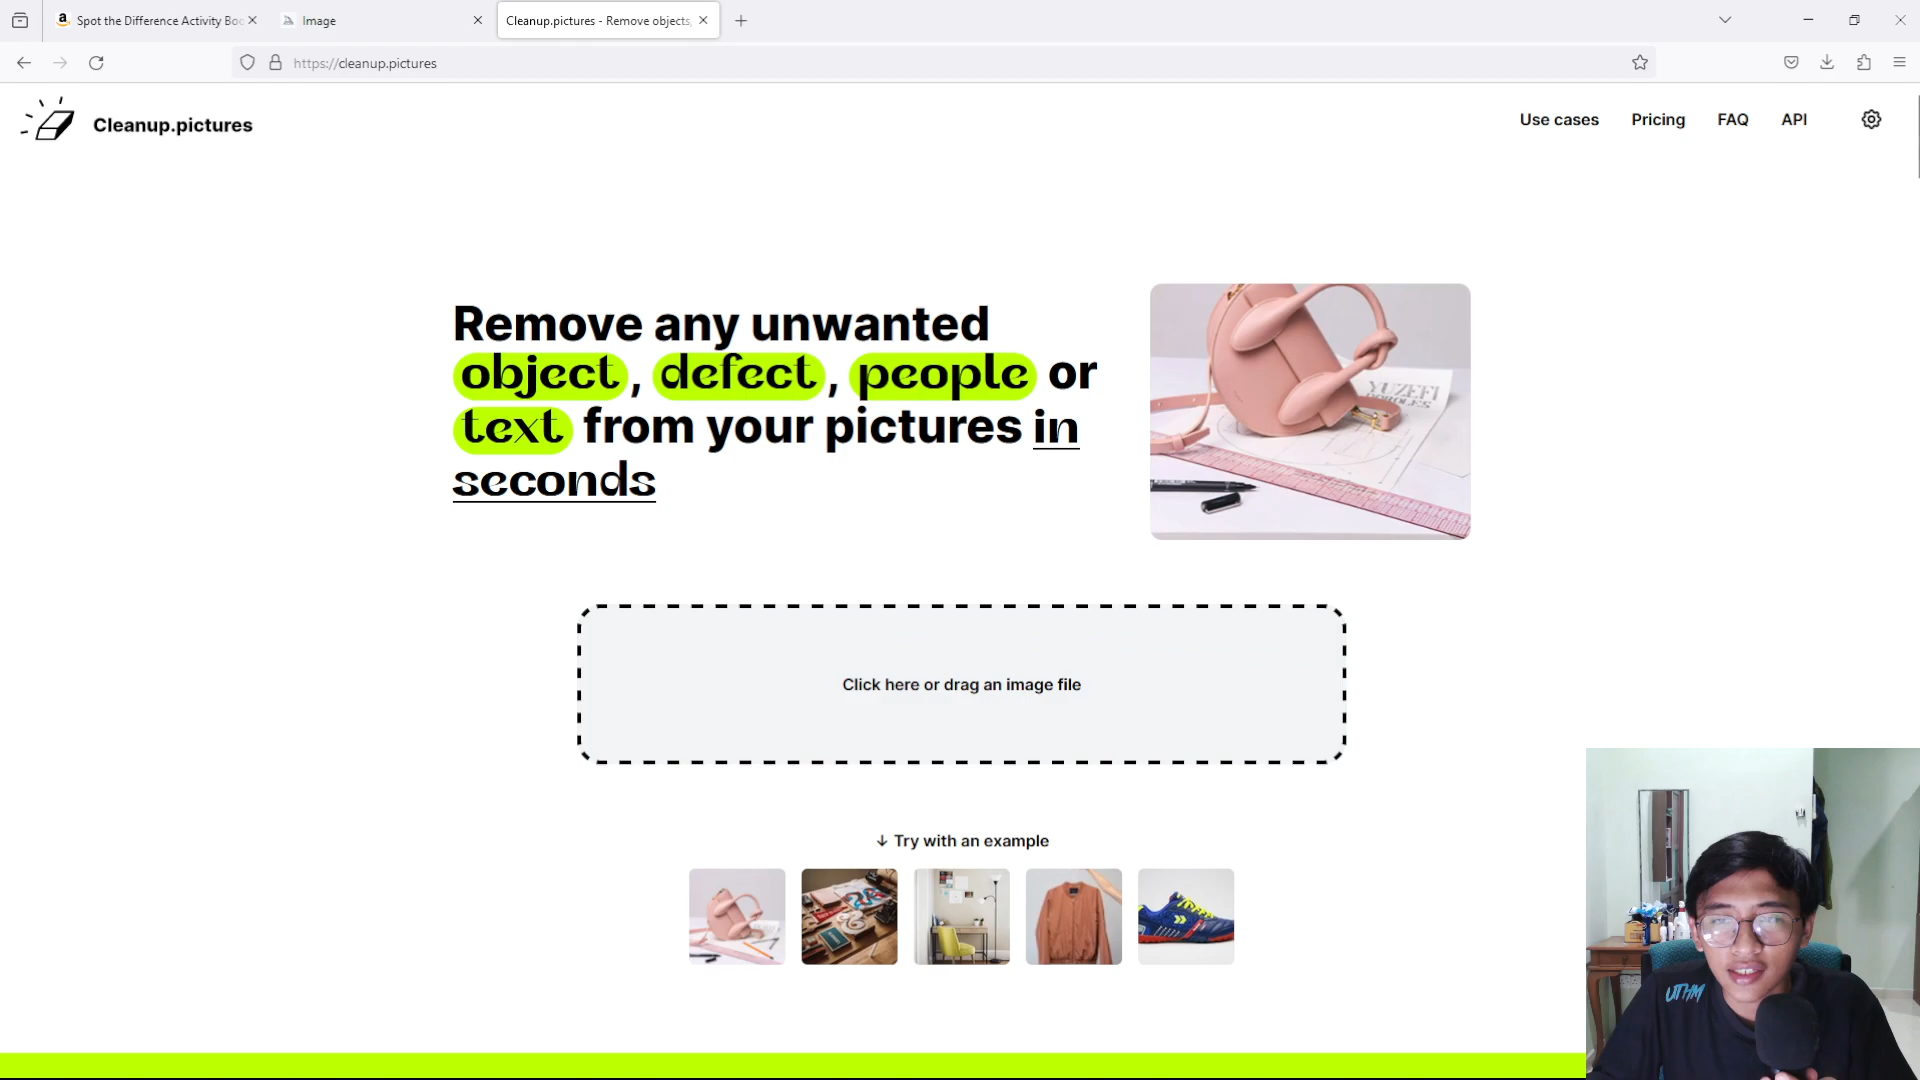 Spot the Difference Activity Boo
Image
Cleanup.pictures - Remove objects,
https://cleanup.pictures
Cleanup.pictures
Use cases
Pricing
FAQ
API
Remove any unwanted
object, defect, people or
text from your pictures in
seconds
YUZEFI
Click here or drag an image file
↓ Try with an example
UTHM